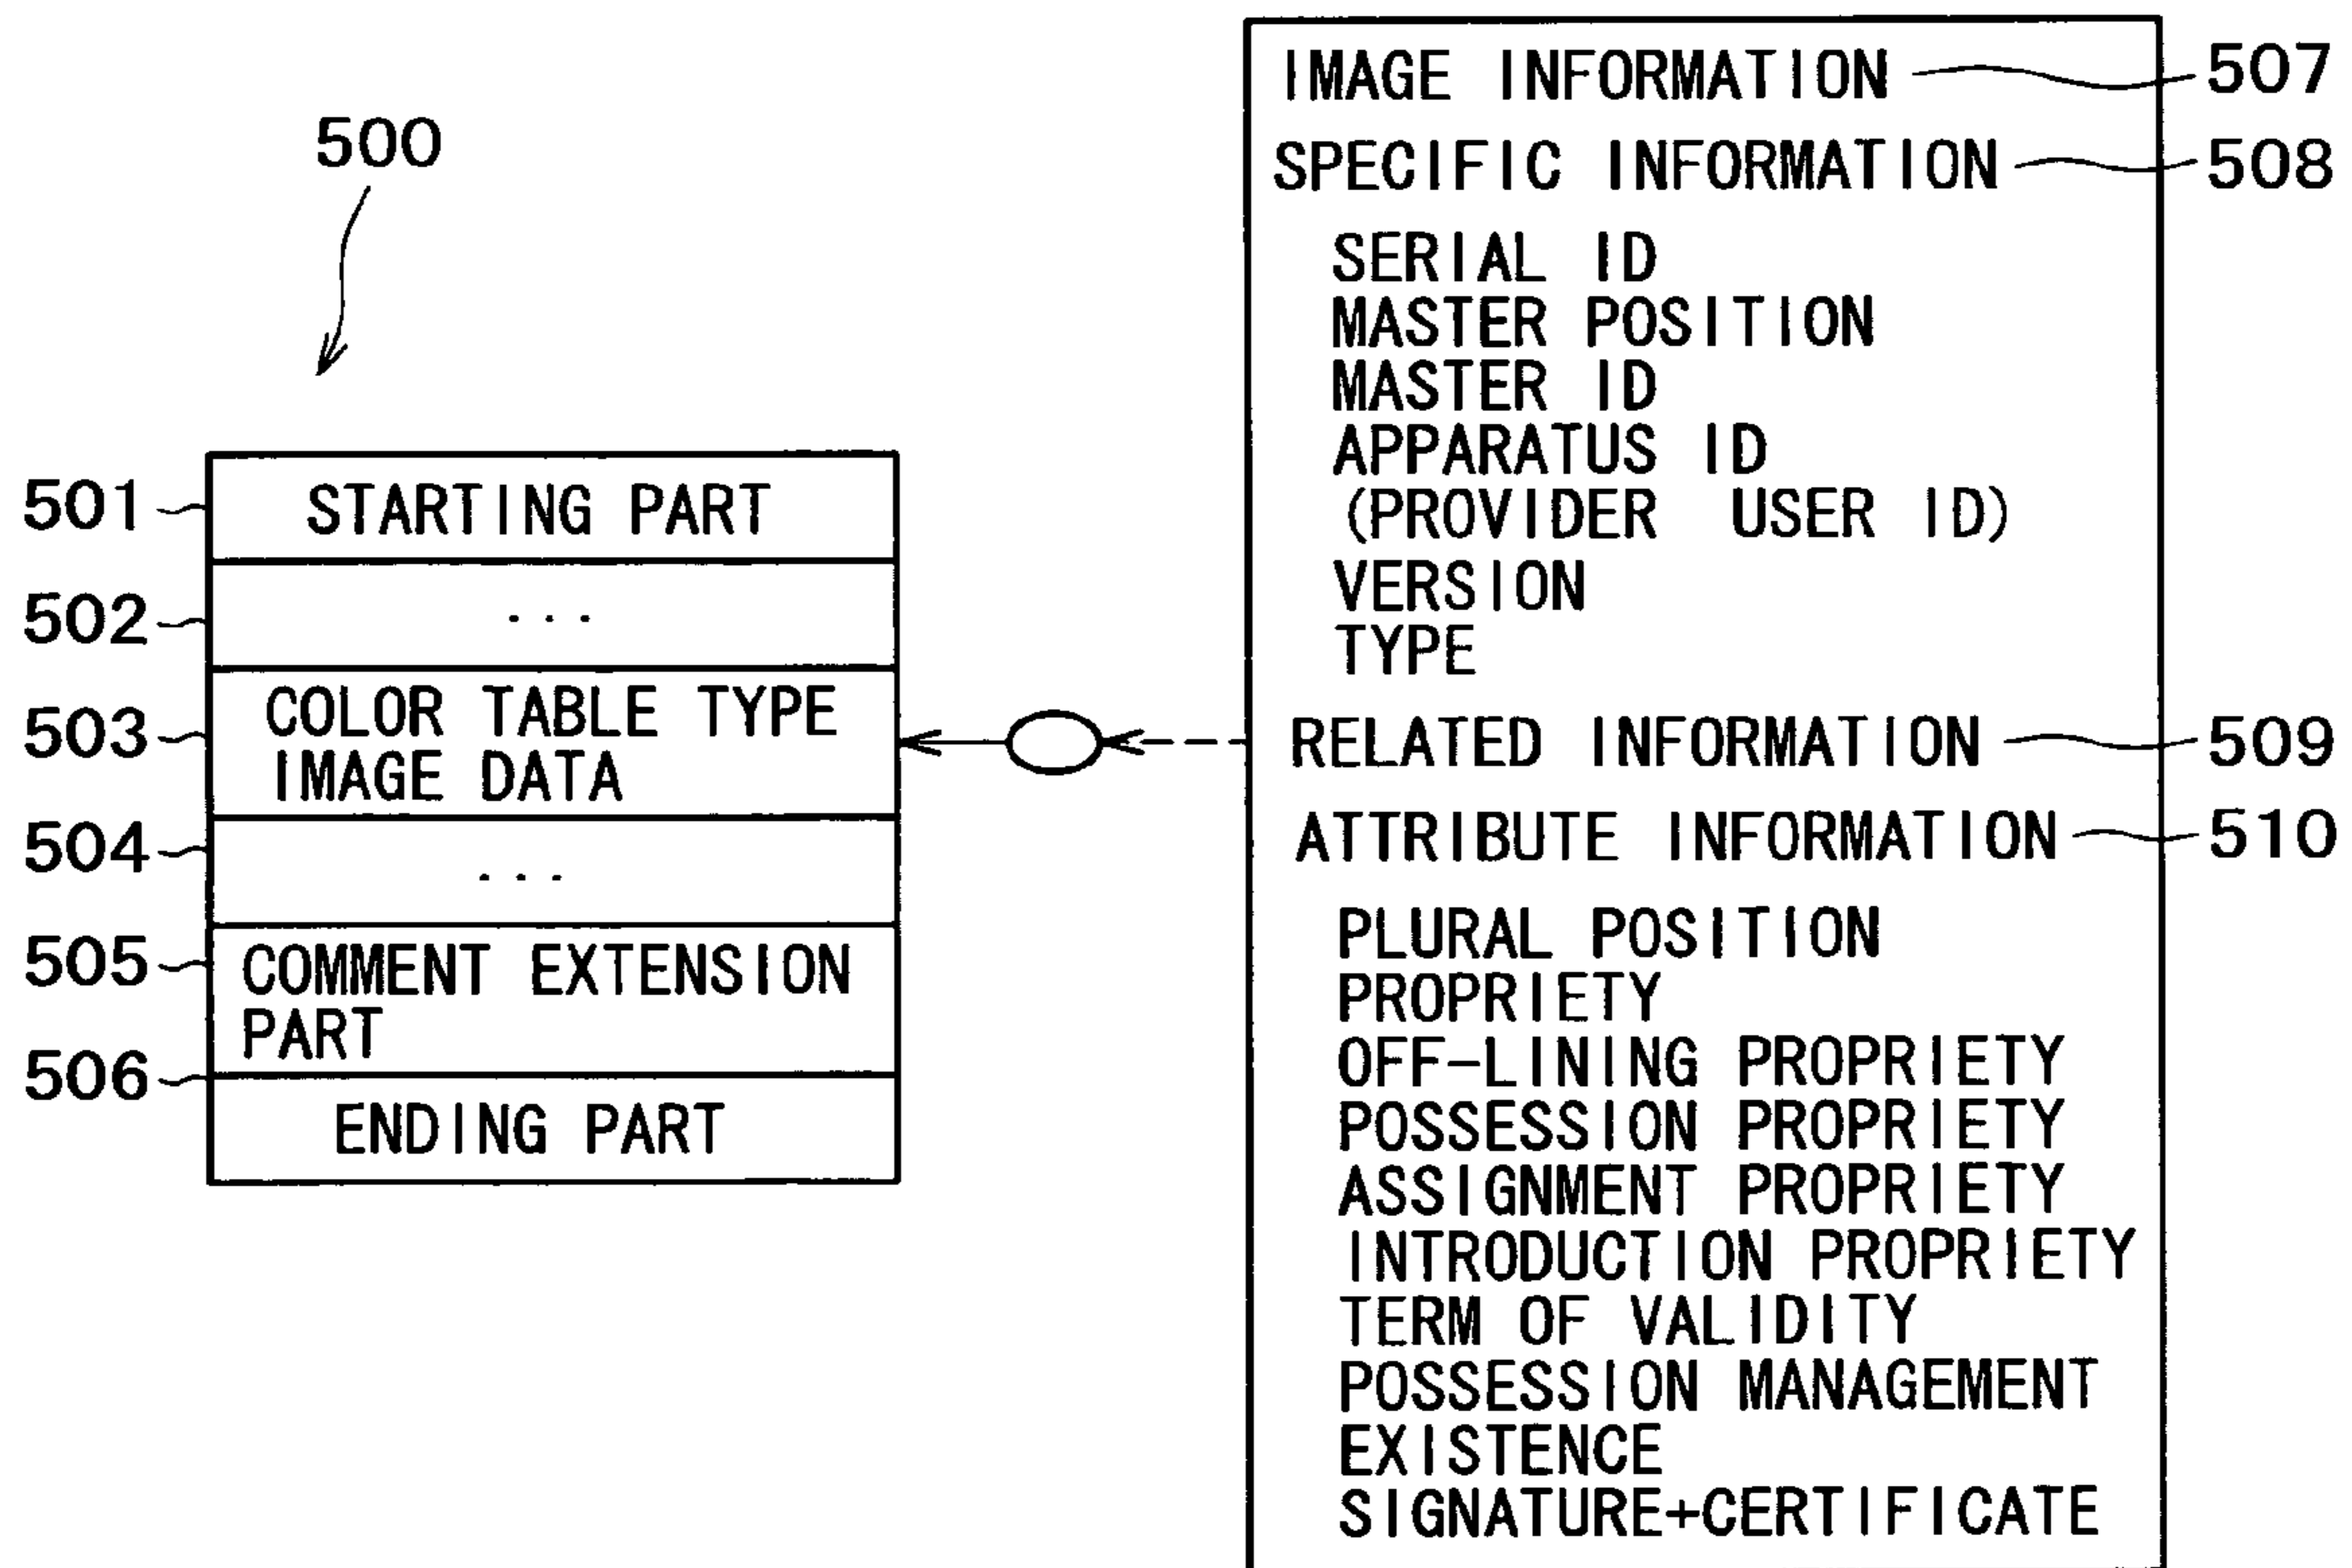 500
501
STARTING PART
502
...
503
COLOR TABLE TYPE
IMAGE DATA
504
...
505
COMMENT EXTENSION
PART
506
ENDING PART
IMAGE INFORMATION
507
SPECIFIC INFORMATION
508
SERIAL ID
MASTER POSITION
MASTER ID
APPARATUS ID
(PROVIDER USER ID)
VERSION
TYPE
RELATED INFORMATION
509
ATTRIBUTE INFORMATION
510
PLURAL POSITION
PROPRIETY
OFF-LINING PROPRIETY
POSSESSION PROPRIETY
ASSIGNMENT PROPRIETY
INTRODUCTION PROPRIETY
TERM OF VALIDITY
POSSESSION MANAGEMENT
EXISTENCE
SIGNATURE+CERTIFICATE